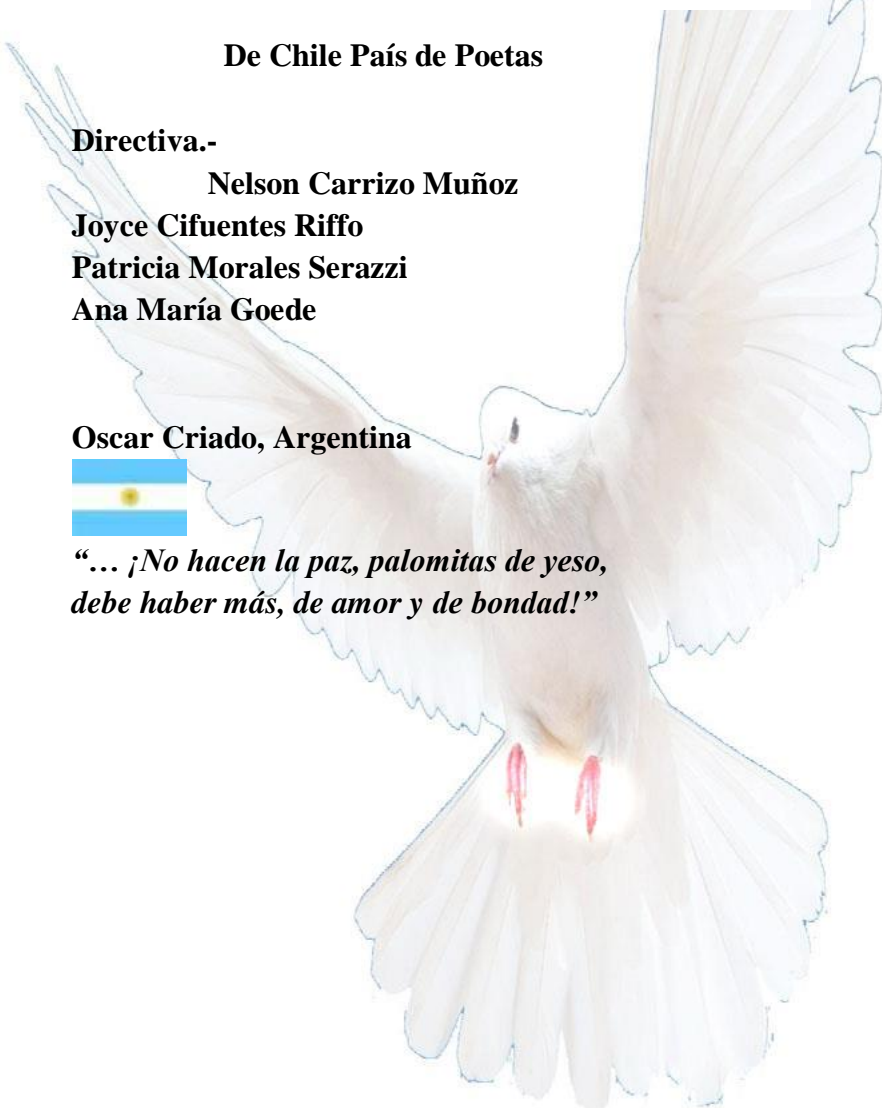 De Chile País de Poetas
Directiva.-
Nelson Carrizo Muñoz
Joyce Cifuentes Riffo
Patricia Morales Serazzi
Ana María Goede
Oscar Criado, Argentina
“… ¡No hacen la paz, palomitas de yeso,
debe haber más, de amor y de bondad!”